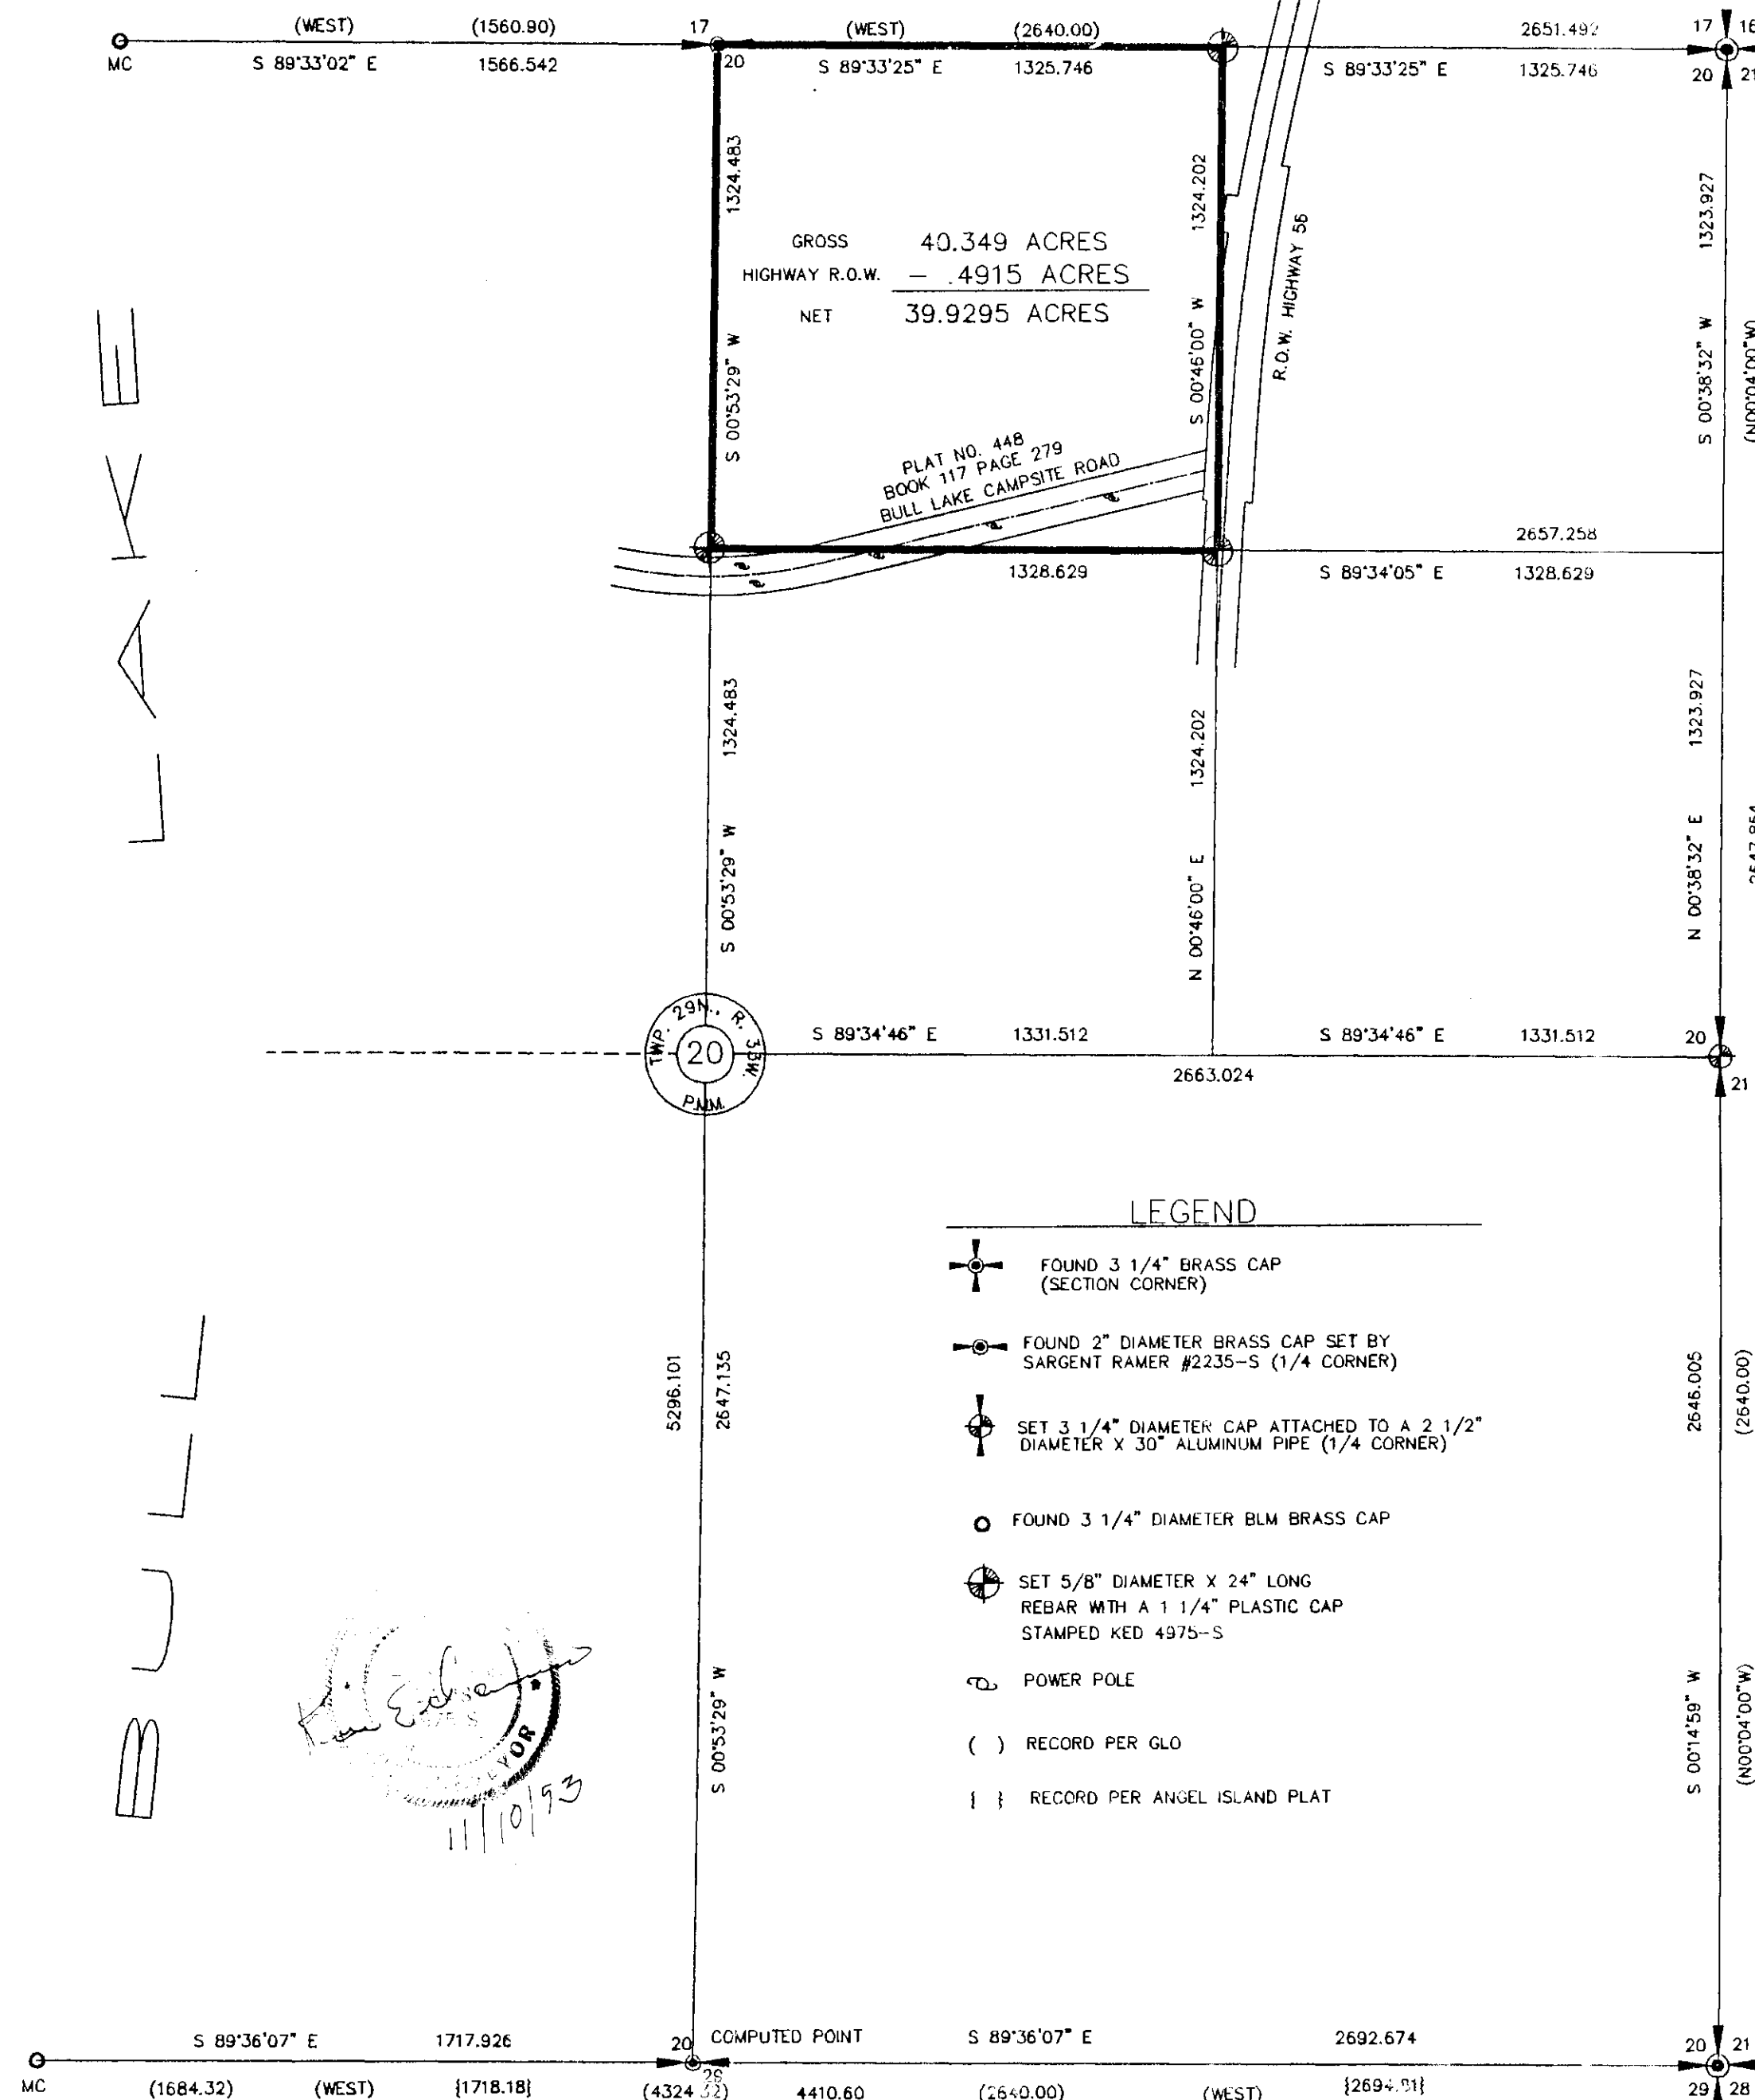 (WEST) (1560.90) 17 (WEST) (2640.00) 2651.492 17 16
MC S 89°33'02" E 1566.542 20 S 89°33'25" E 1325.746 S 89°33'25" E 1325.746 20 21
1324.483
1324.202
1323.927
GROSS 40.349 ACRES
HIGHWAY R.O.W. - .4915 ACRES
NET 39.9295 ACRES
R.O.W. HIGHWAY 56
S 00°53'29" W
S 00°46'00" W
S 00°38'32" W
(N00°04'00"W)
PLAT NO. 448
BOOK 117 PAGE 279
BULL LAKE CAMPSITE ROAD
2657.258
1328.629 S 89°34'05" E 1328.629
BULL LAKE
1324.483
1324.202
1323.927
S 00°53'29" W
N 00°46'00" E
N 00°38'32" E
TWP. 29N., R. 33W.
20
P.M.M.
S 89°34'46" E 1331.512 S 89°34'46" E 1331.512 20
2663.024
21
LEGEND
FOUND 3 1/4" BRASS CAP
(SECTION CORNER)
FOUND 2" DIAMETER BRASS CAP SET BY
SARGENT RAMER #2235-S (1/4 CORNER)
SET 3 1/4" DIAMETER CAP ATTACHED TO A 2 1/2"
DIAMETER X 30" ALUMINUM PIPE (1/4 CORNER)
FOUND 3 1/4" DIAMETER BLM BRASS CAP
SET 5/8" DIAMETER X 24" LONG
REBAR WITH A 1 1/4" PLASTIC CAP
STAMPED KED 4975-S
POWER POLE
( ) RECORD PER GLO
{ } RECORD PER ANGEL ISLAND PLAT
5296.101
2647.135
2646.005
(2640.00)
S 00°53'29" W
S 00°14'59" W
(N00°04'00"W)
11/10/93
S 89°36'07" E 1717.926 20 COMPUTED POINT S 89°36'07" E 2692.674 20 21
MC (1684.32) (WEST) {1718.18} (4324.32) 29 4410.60 (2640.00) (WEST) {2694.81} 29 28